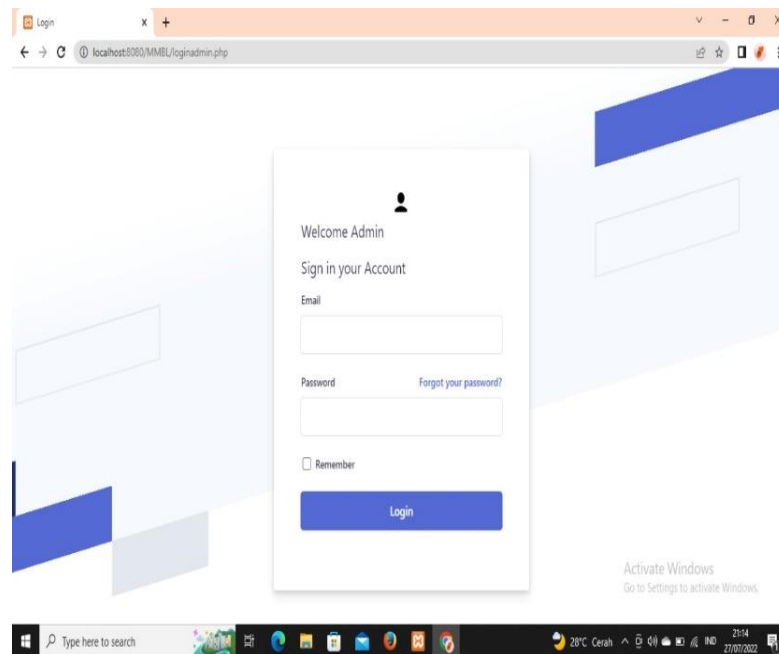 Login
localhost:8080/MMBL/loginadmin.php
Welcome Admin
Sign in your Account
Email
Password
Forgot your password?
Remember
Login
Activate Windows
Go to Settings to activate Windows.
Type here to search
28°C Cerah
IND
21:14
27/07/2022